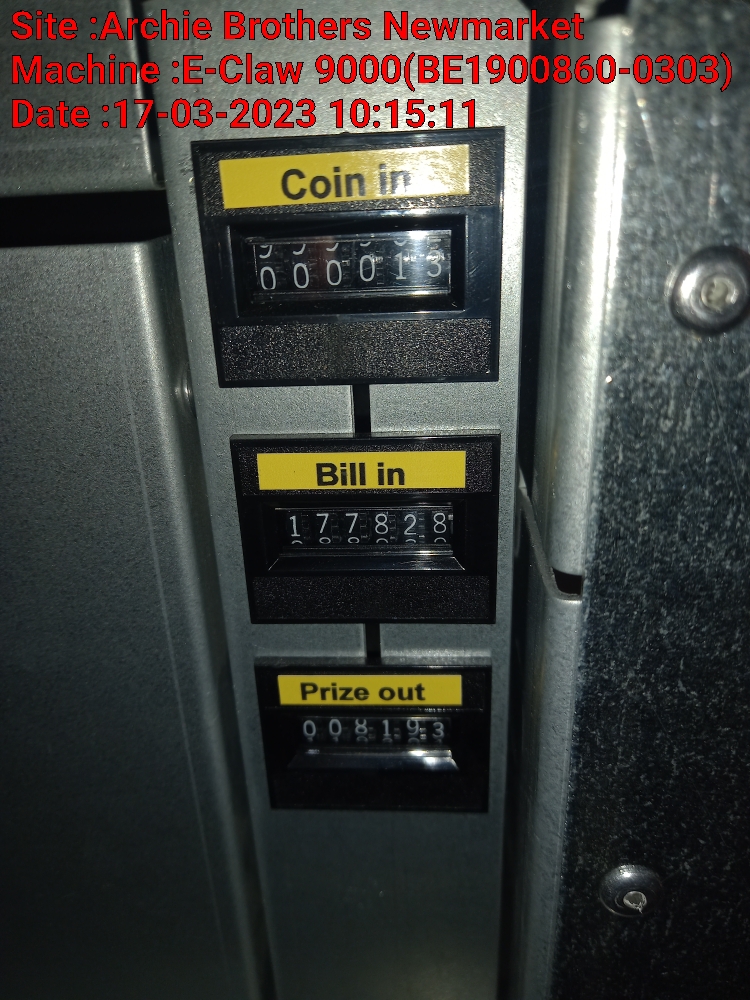 Site :Archie Brothers Newmarket
Machine :E-Claw 9000(BE1900860-0303)
Date :17-03-2023 10:15:11
Coin in
000013
Bill in
177828
Prize out
008193